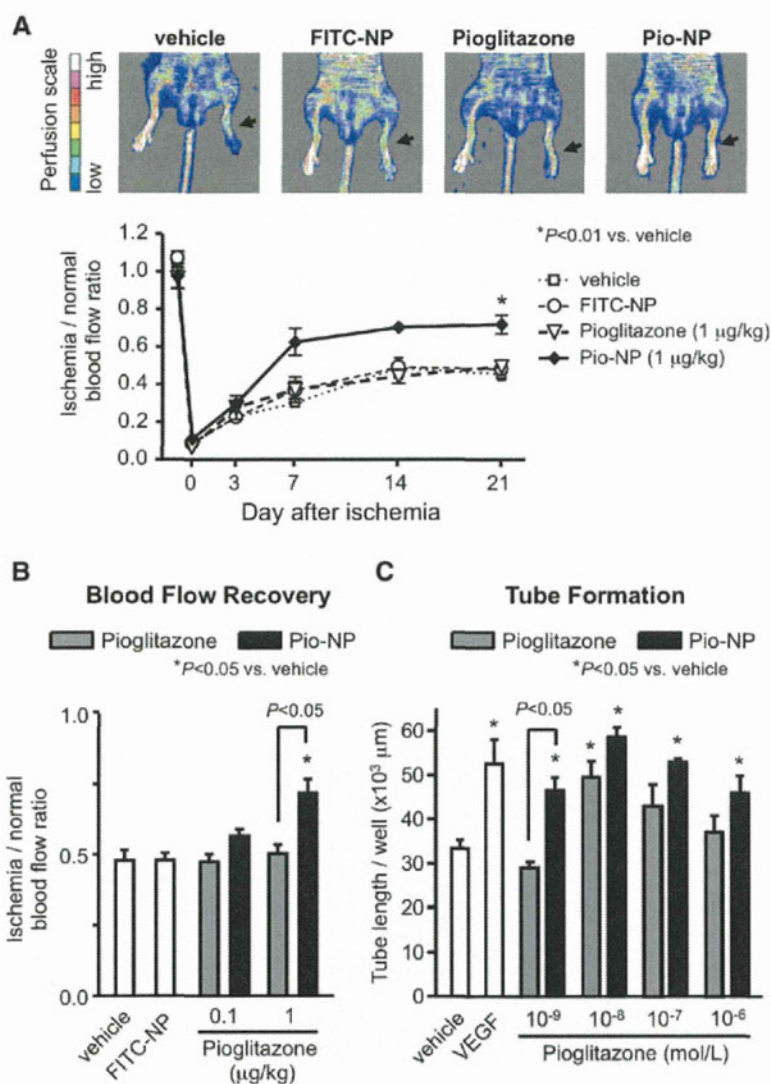 A
vehicle FITC-NP Pioglitazone Pio-NP
Perfusion scale
high
low
*P<0.01 vs. vehicle
vehicle
FITC-NP
Pioglitazone (1 μg/kg)
Pio-NP (1 μg/kg)
Ischemia / normal
blood flow ratio
1.2
1.0
0.8
0.6
0.4
0.2
0.0
*
0 3 7 14 21
Day after ischemia
B Blood Flow Recovery
Pioglitazone Pio-NP
*P<0.05 vs. vehicle
P<0.05
*
Ischemia / normal
blood flow ratio
1.0
0.5
0.0
vehicle
FITC-NP
0.1 1
Pioglitazone
(μg/kg)
C Tube Formation
Pioglitazone Pio-NP
*P<0.05 vs. vehicle
P<0.05
* * * * * *
Tube length / well (x10³ μm)
60
50
40
30
20
10
0
vehicle
VEGF
10⁻⁹ 10⁻⁸ 10⁻⁷ 10⁻⁶
Pioglitazone (mol/L)